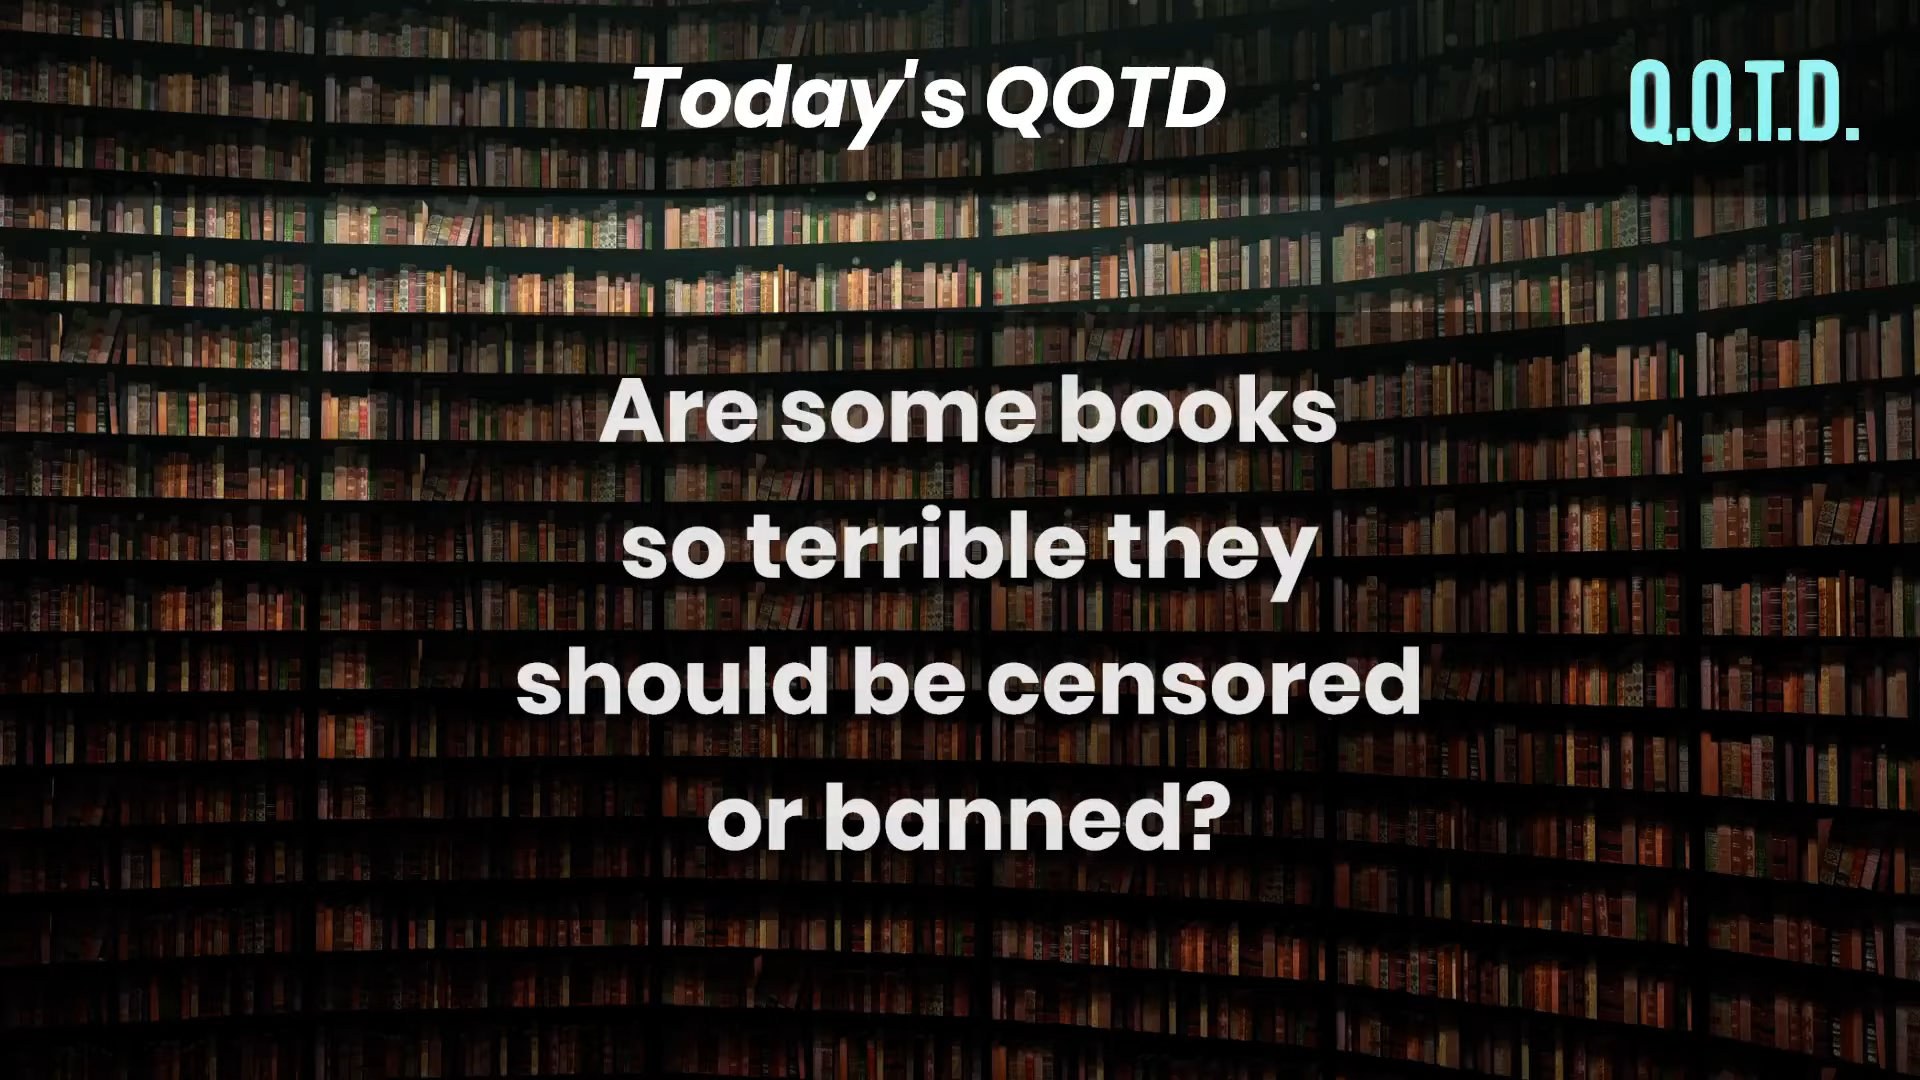 Today's QOTD
Q.O.T.D.
Are some books
so terrible they
should be censored
or banned?